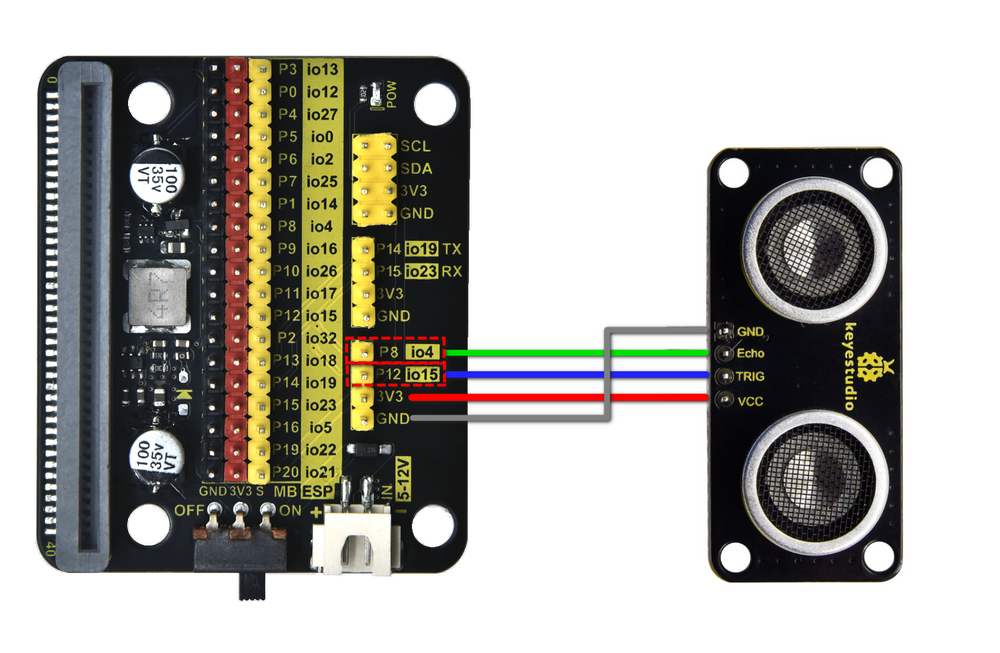 0
40
100
35v
VT
4R7
100
35v
VT
P3 io13
P0 io12
P4 io27
P5 io0
P6 io2
P7 io25
P1 io14
P8 io4
P9 io16
P10 io26
P11 io17
P12 io15
P2 io32
P13 io18
P14 io19
P15 io23
P16 io5
P19 io22
P20 io21
GND 3V3 S MB ESP
OFF ON + IN −
5-12V
POW
SCL
SDA
3V3
GND
P14 io19 TX
P15 io23 RX
3V3
GND
P8 io4
P12 io15
3V3
GND
GND
Echo
TRIG
VCC
keyestudio